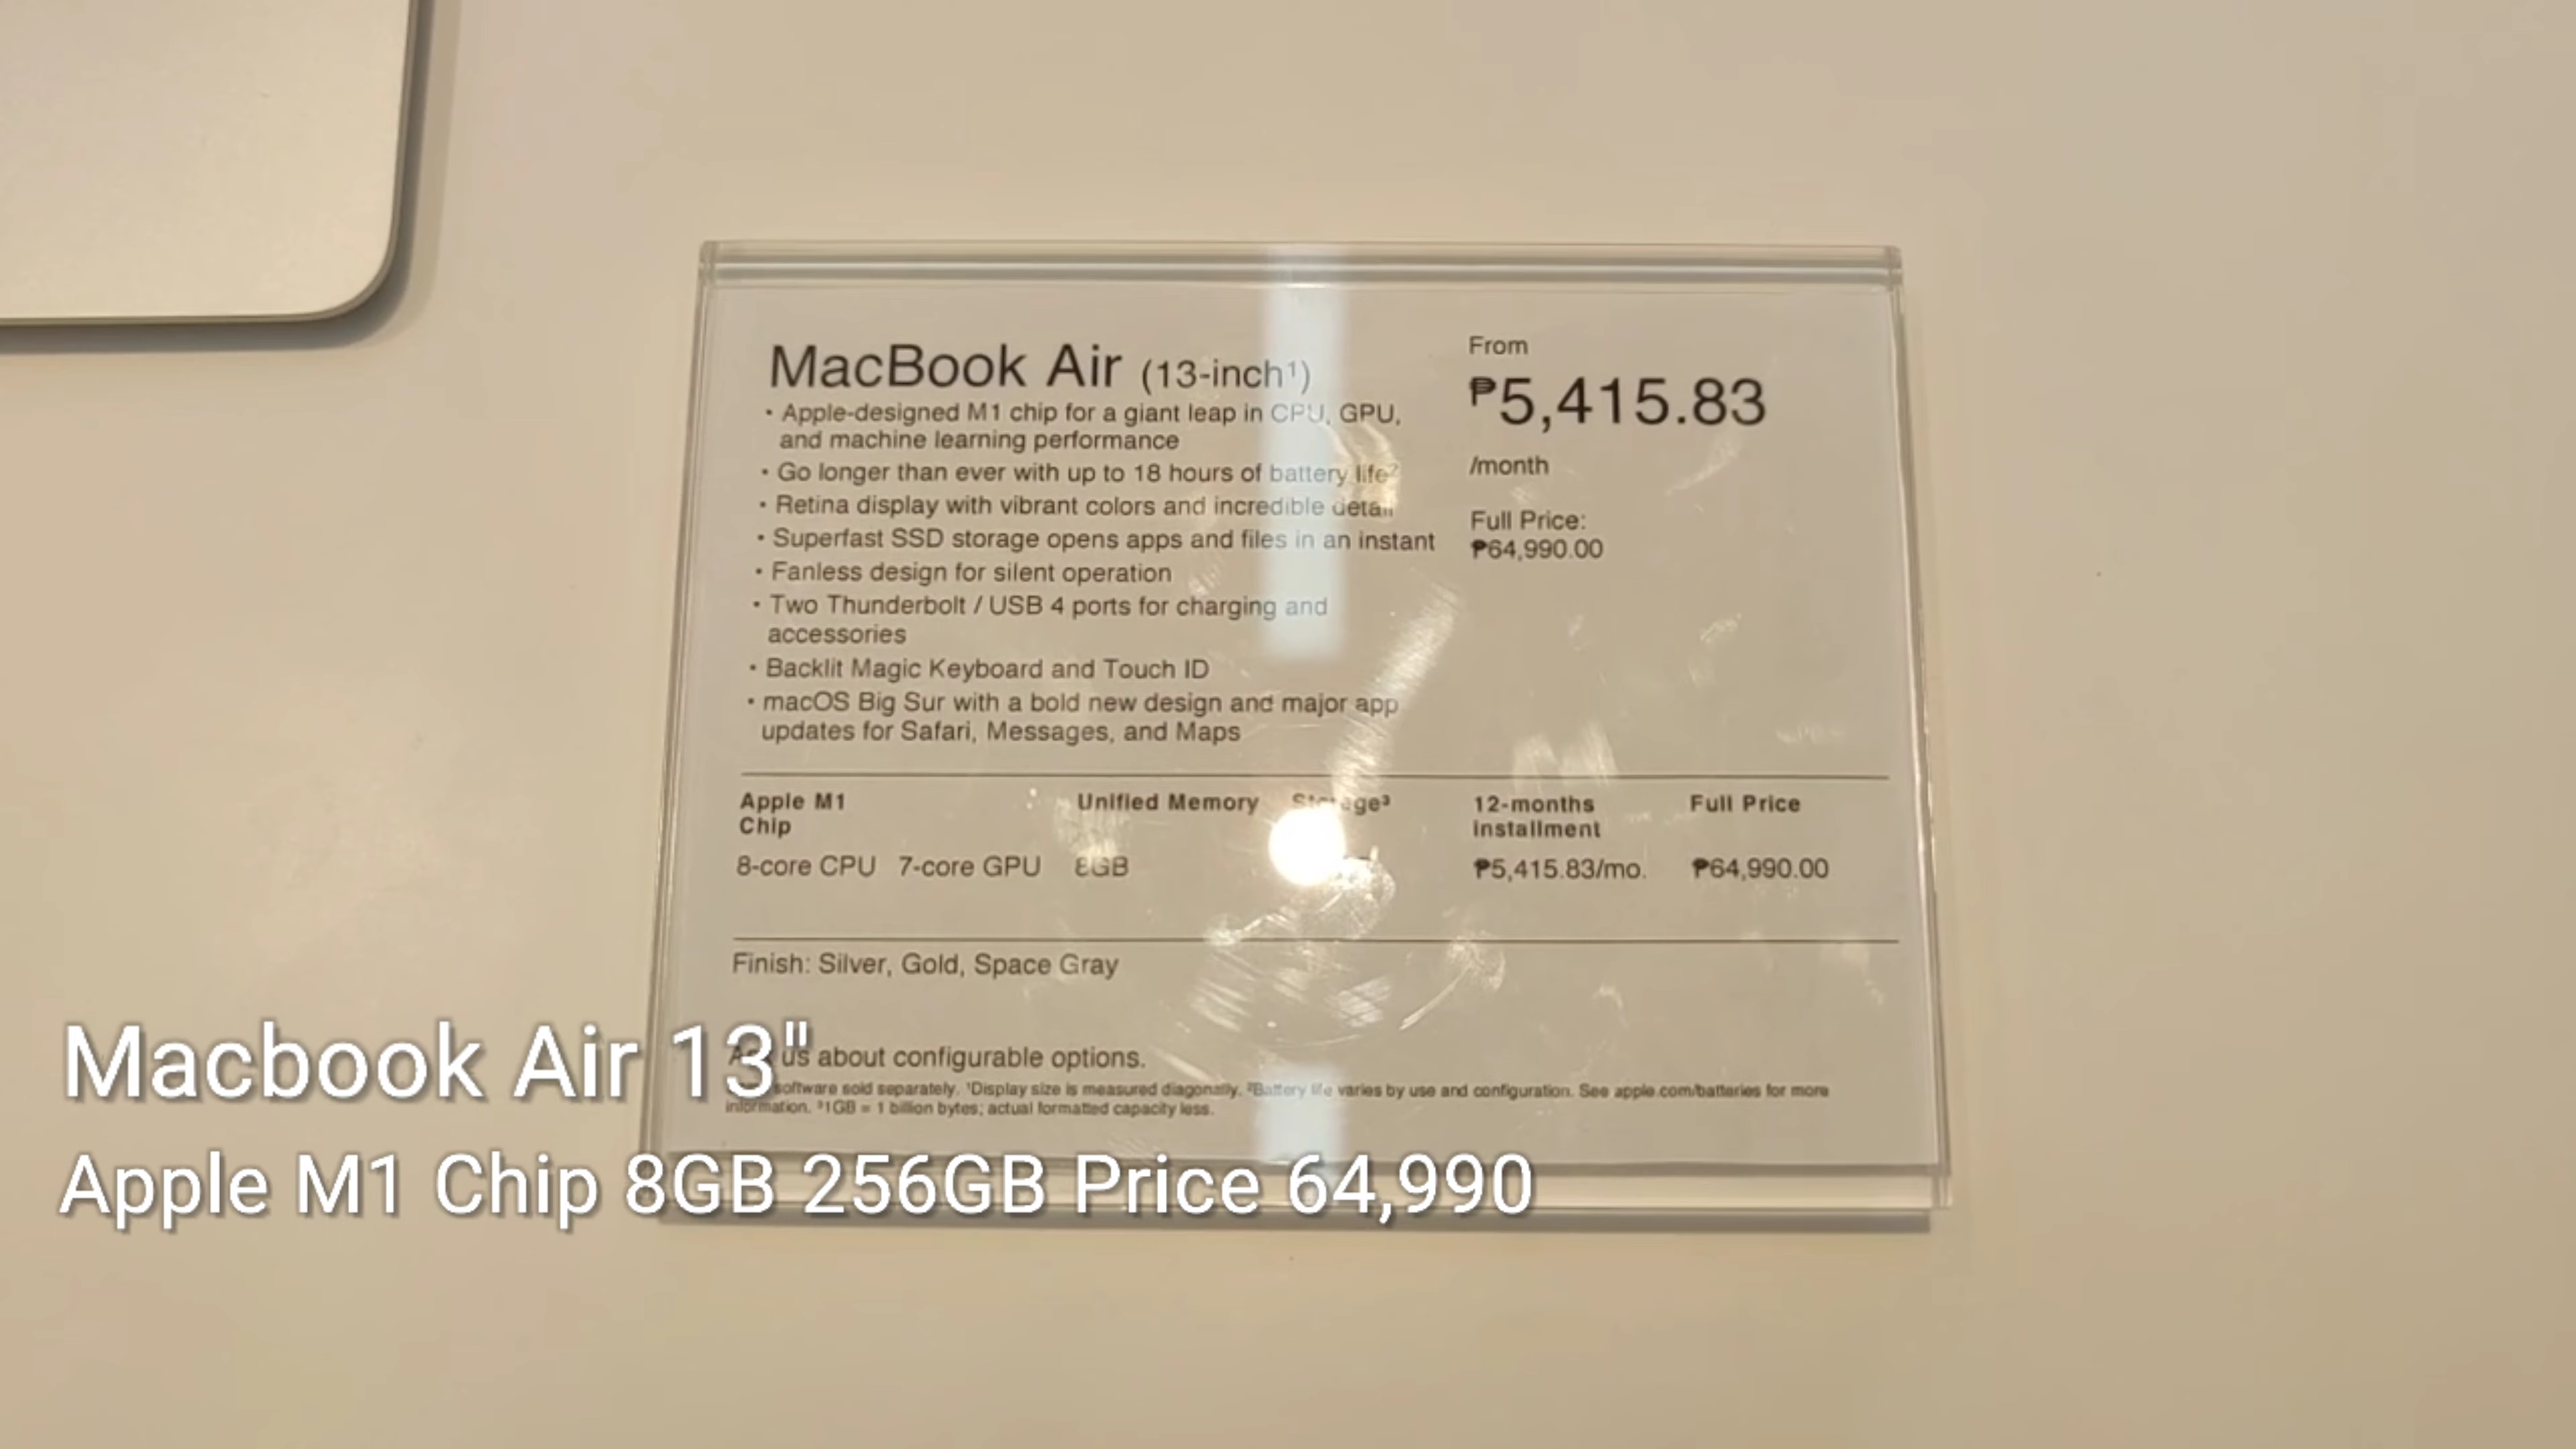 MacBook Air (13-inch¹)
• Apple-designed M1 chip for a giant leap in CPU, GPU,
and machine learning performance
• Go longer than ever with up to 18 hours of battery life²
• Retina display with vibrant colors and incredible detail
• Superfast SSD storage opens apps and files in an instant
• Fanless design for silent operation
• Two Thunderbolt / USB 4 ports for charging and
accessories
• Backlit Magic Keyboard and Touch ID
• macOS Big Sur with a bold new design and major app
updates for Safari, Messages, and Maps
From
₱5,415.83
/month
Full Price:
₱64,990.00
Apple M1 Unified Memory Storage³ 12-months Full Price
Chip installment
8-core CPU 7-core GPU 8GB ₱5,415.83/mo. ₱64,990.00
Finish: Silver, Gold, Space Gray
Ask us about configurable options.
software sold separately. ¹Display size is measured diagonally. ²Battery life varies by use and configuration. See apple.com/batteries for more
information. ³1GB = 1 billion bytes; actual formatted capacity less.
Macbook Air 13"
Apple M1 Chip 8GB 256GB Price 64,990